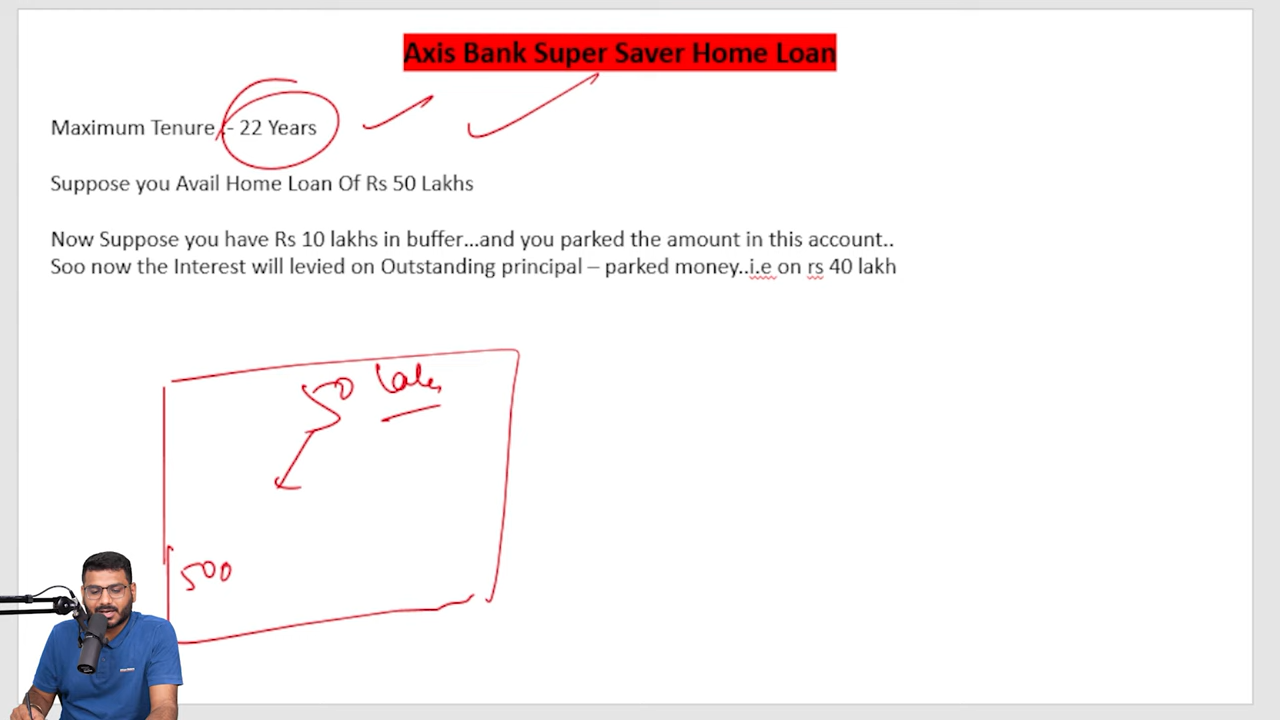 Axis Bank Super Saver Home Loan
Maximum Tenure :- 22 Years
Suppose you Avail Home Loan Of Rs 50 Lakhs
Now Suppose you have Rs 10 lakhs in buffer...and you parked the amount in this account..
Soo now the Interest will levied on Outstanding principal – parked money..i.e on rs 40 lakh
50 lakh
500